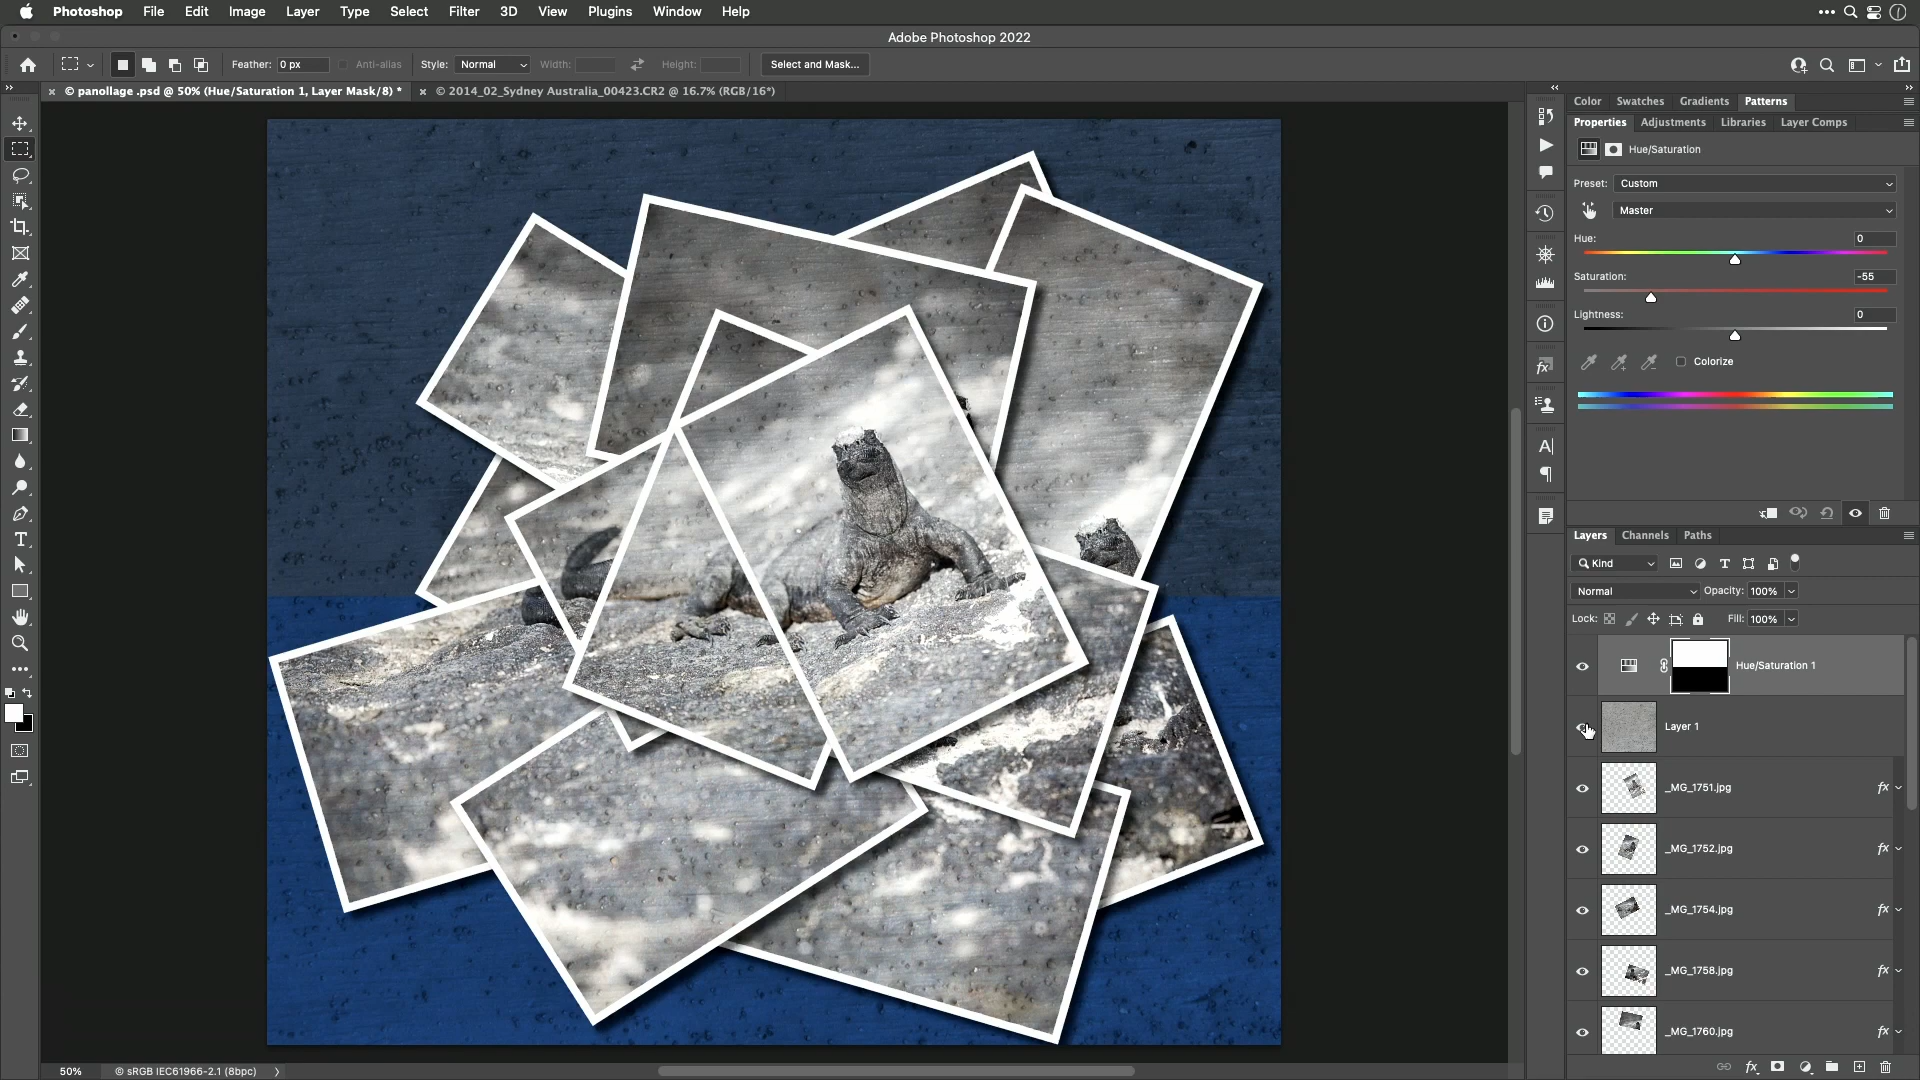 Photoshop File Edit Image Layer Type Select Filter 3D View Plugins Window Help
Adobe Photoshop 2022
Feather: 0 px Anti-alias Style: Normal Width: Height: Select and Mask...
© panollage .psd @ 50% (Hue/Saturation 1, Layer Mask/8) * © 2014_02_Sydney Australia_00423.CR2 @ 16.7% (RGB/16*)
Color Swatches Gradients Patterns
Properties Adjustments Libraries Layer Comps
Hue/Saturation
Preset: Custom
Master
Hue: 0
Saturation: -55
Lightness: 0
Colorize
Layers Channels Paths
Kind
Normal Opacity: 100%
Lock: Fill: 100%
Hue/Saturation 1
Layer 1
_MG_1751.jpg fx
_MG_1752.jpg fx
_MG_1754.jpg fx
_MG_1758.jpg fx
_MG_1760.jpg fx
50% © sRGB IEC61966-2.1 (8bpc)